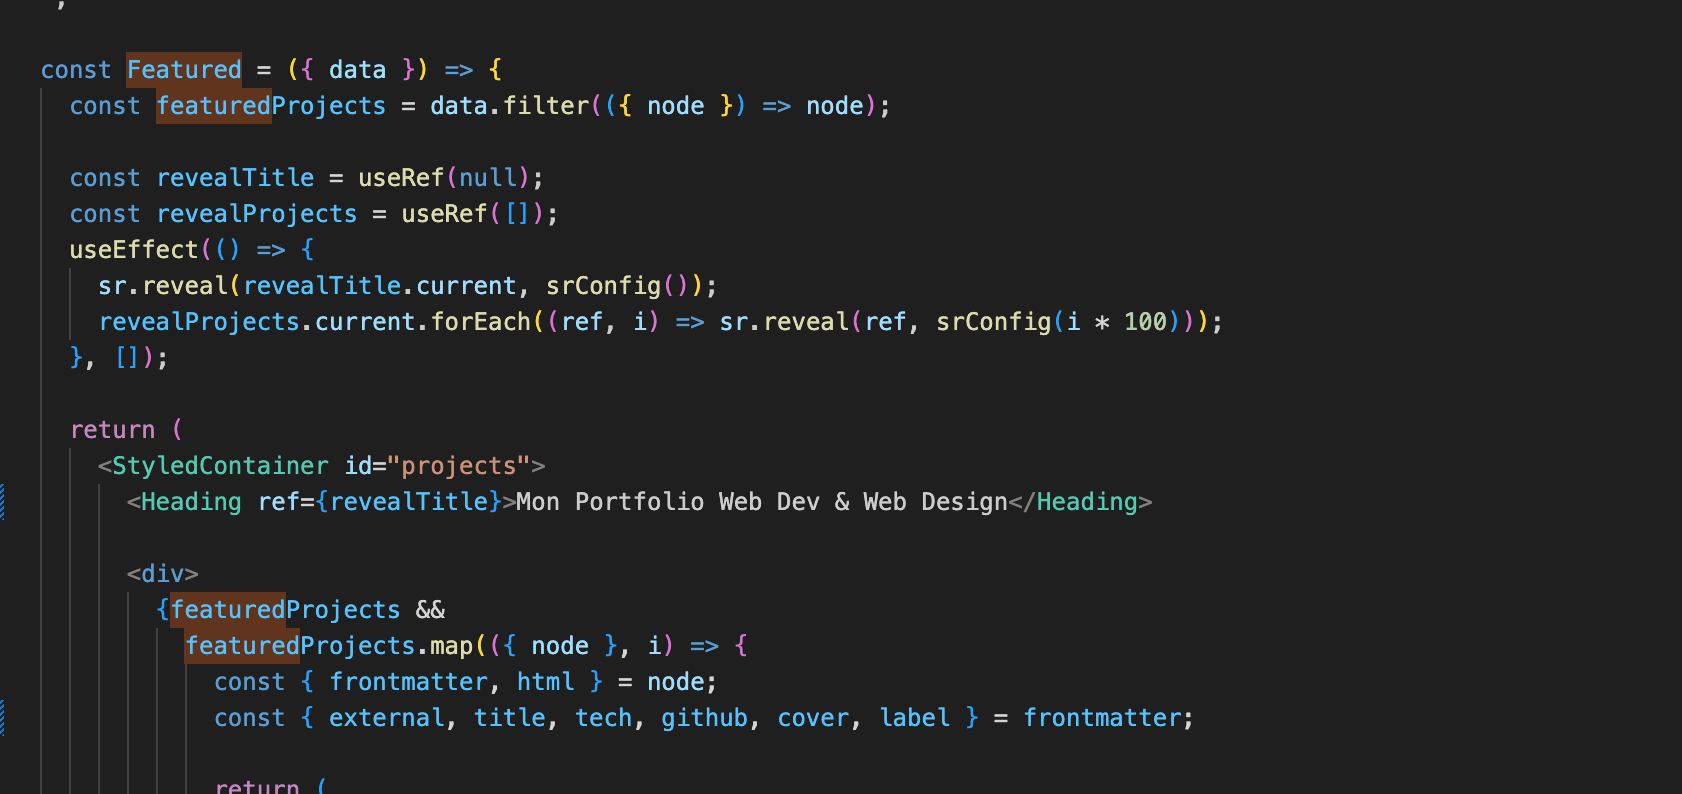 ;
const Featured = ({ data }) => {
const featuredProjects = data.filter(({ node }) => node);
const revealTitle = useRef(null);
const revealProjects = useRef([]);
useEffect(() => {
sr.reveal(revealTitle.current, srConfig());
revealProjects.current.forEach((ref, i) => sr.reveal(ref, srConfig(i * 100)));
}, []);
return (
<StyledContainer id="projects">
<Heading ref={revealTitle}>Mon Portfolio Web Dev & Web Design</Heading>
<div>
{featuredProjects &&
featuredProjects.map(({ node }, i) => {
const { frontmatter, html } = node;
const { external, title, tech, github, cover, label } = frontmatter;
return (